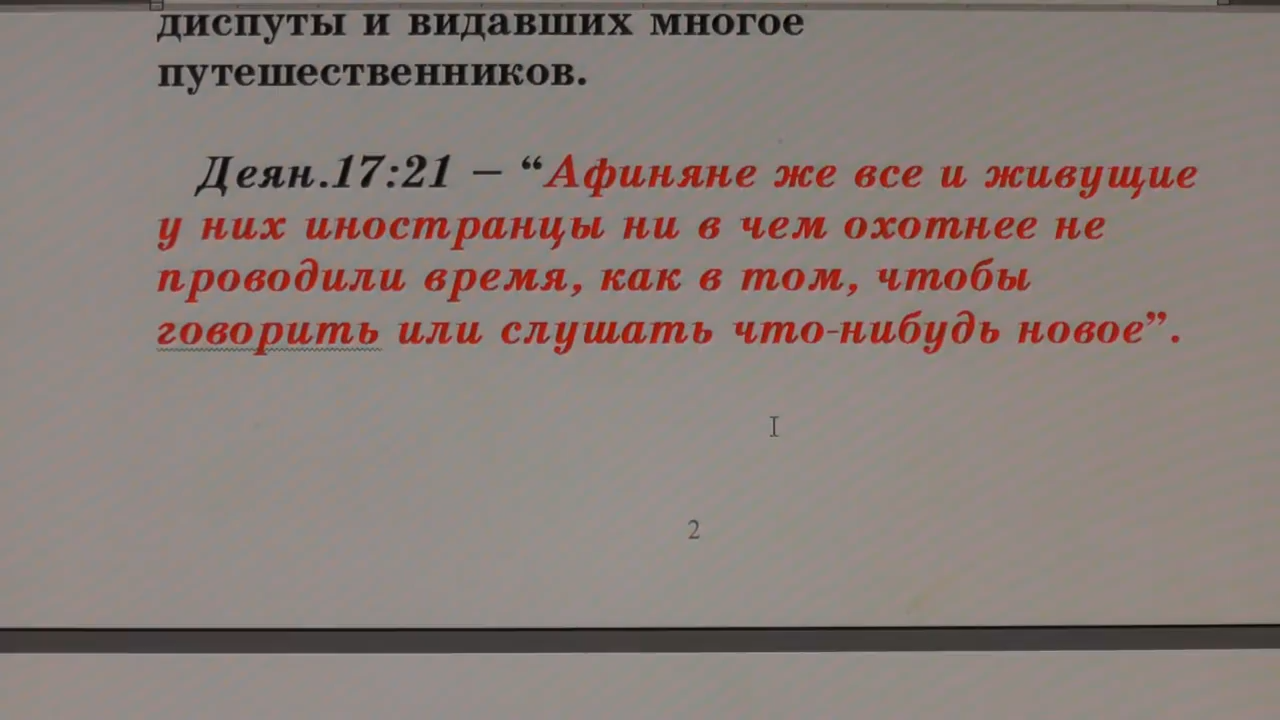 диспуты и видавших многое
путешественников.
Деян.17:21 – “Афиняне же все и живущие
у них иностранцы ни в чем охотнее не
проводили время, как в том, чтобы
говорить или слушать что-нибудь новое”.
2